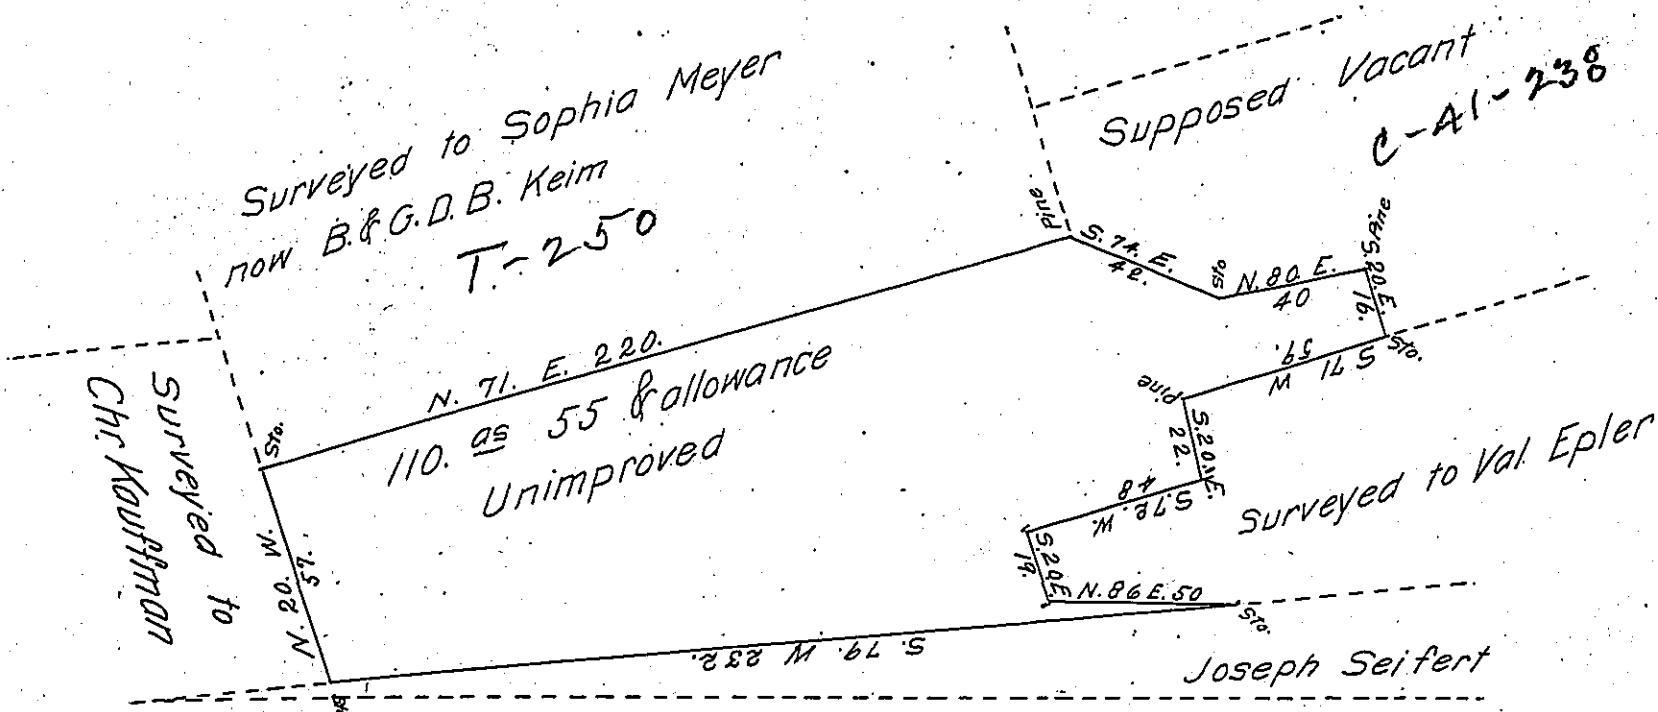 Surveyed to Sophia Meyer
now B. & G. D. B. Keim
T-250
Supposed Vacant
C-A1-238
Pine
S. 74. E.
42.
Sto
N. 80. E.
40
Pine
S. 20. E.
16.
Sto.
S 71 W
59.
Pine
S. 20 E.
22.
S. 72. W.
48
S. 20 E
19.
N. 86 E. 50
Sto.
Surveyed to Val. Epler
N. 71. E. 220.
110. as 55 & allowance
Unimproved
Sto.
N. 20. W.
57.
Surveyed to
Chr. Kauffman
S. 79. W 232.
Joseph Seifert